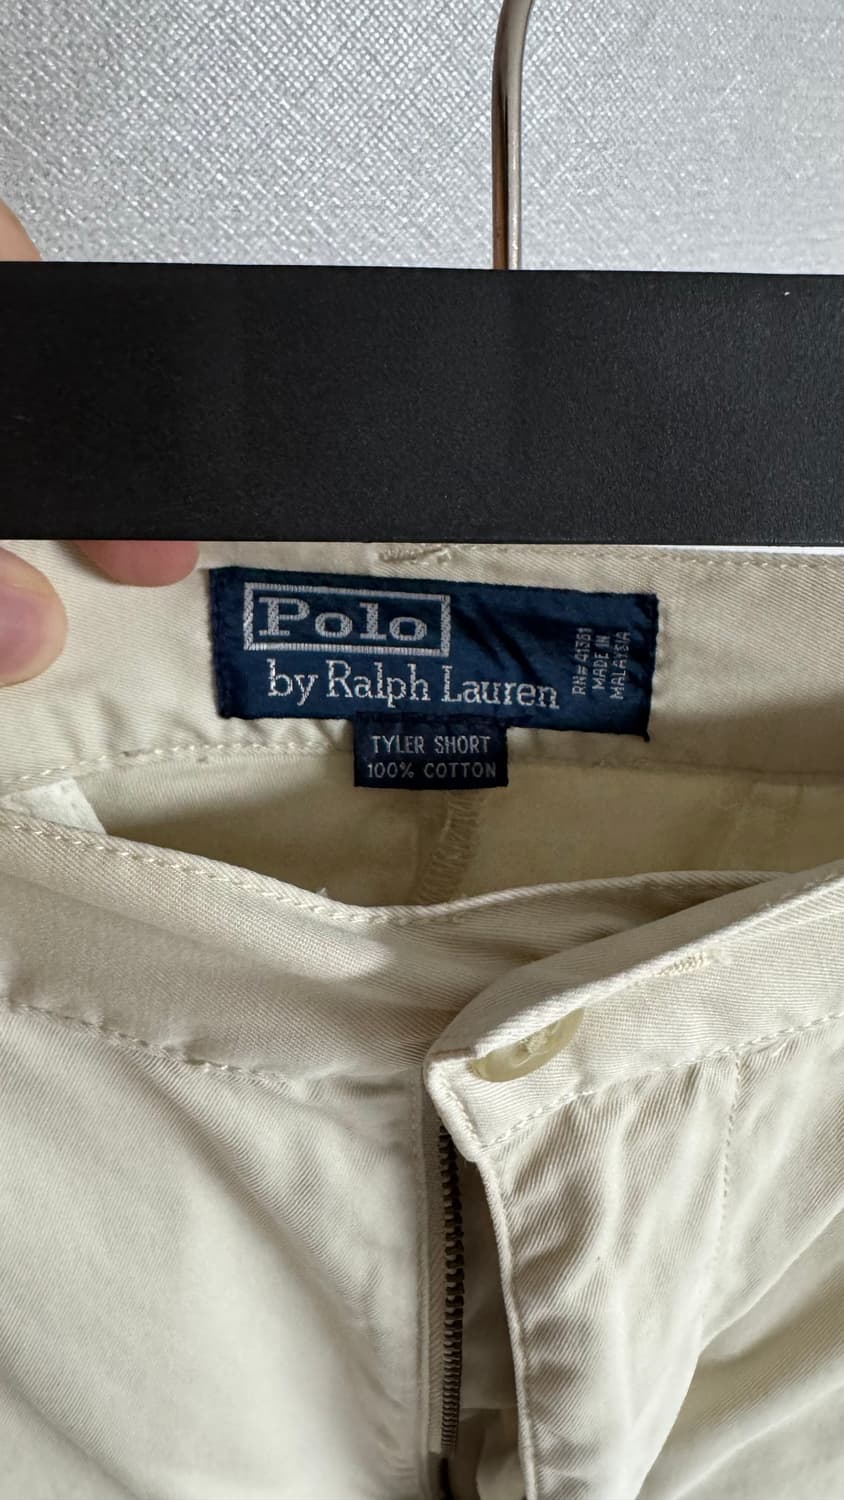 Polo
by Ralph Lauren
RN# 41381
MADE IN
MALAYSIA
TYLER SHORT
100% COTTON